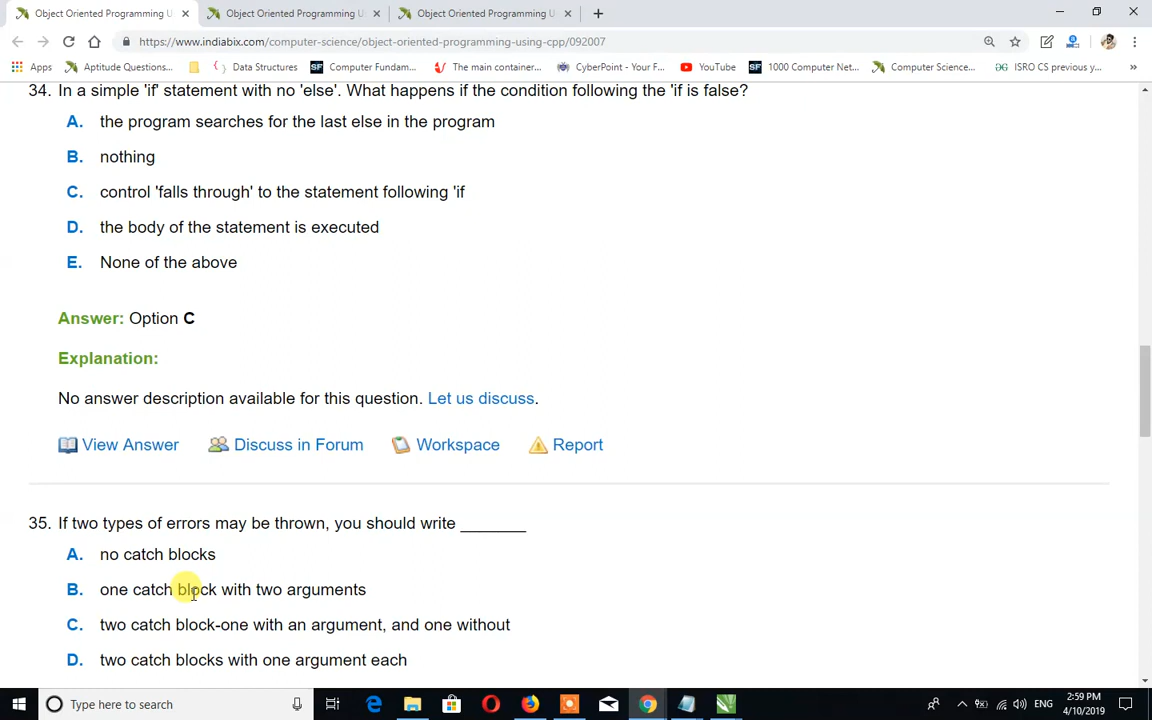 Object Oriented Programming U × Object Oriented Programming U × Object Oriented Programming U ×
https://www.indiabix.com/computer-science/object-oriented-programming-using-cpp/092007
Apps Aptitude Questions... Data Structures Computer Fundam... The main container... CyberPoint - Your F... YouTube 1000 Computer Net... Computer Science... ISRO CS previous y... »
34. In a simple 'if' statement with no 'else'. What happens if the condition following the 'if is false?
A. the program searches for the last else in the program
B. nothing
C. control 'falls through' to the statement following 'if
D. the body of the statement is executed
E. None of the above
Answer: Option C
Explanation:
No answer description available for this question. Let us discuss.
View Answer Discuss in Forum Workspace Report
35. If two types of errors may be thrown, you should write _______
A. no catch blocks
B. one catch block with two arguments
C. two catch block-one with an argument, and one without
D. two catch blocks with one argument each
Type here to search ENG 2:59 PM
4/10/2019